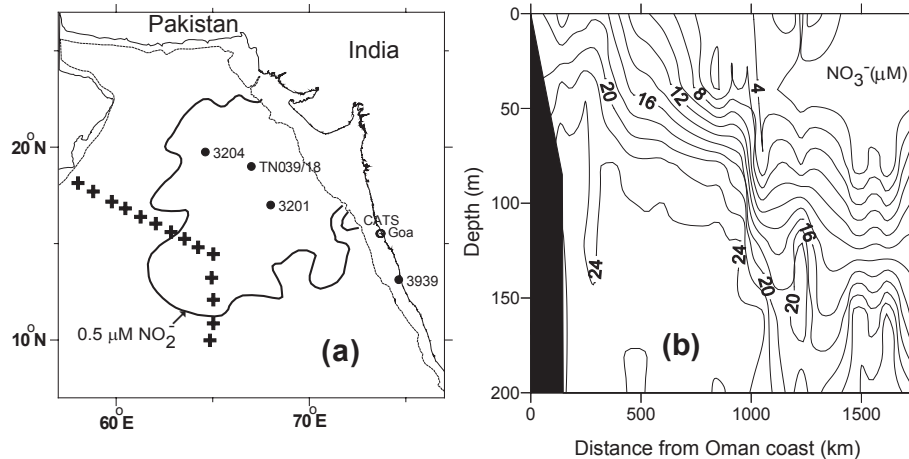 Pakistan
India
20°N
10°N
60°E
70°E
3204
TN039/18
3201
CATS
Goa
3939
0.5 μM NO2-
(a)
0
50
100
150
200
Depth (m)
NO3-(μM)
20
16
12
8
4
24
24
20
16
20
(b)
0
500
1000
1500
Distance from Oman coast (km)